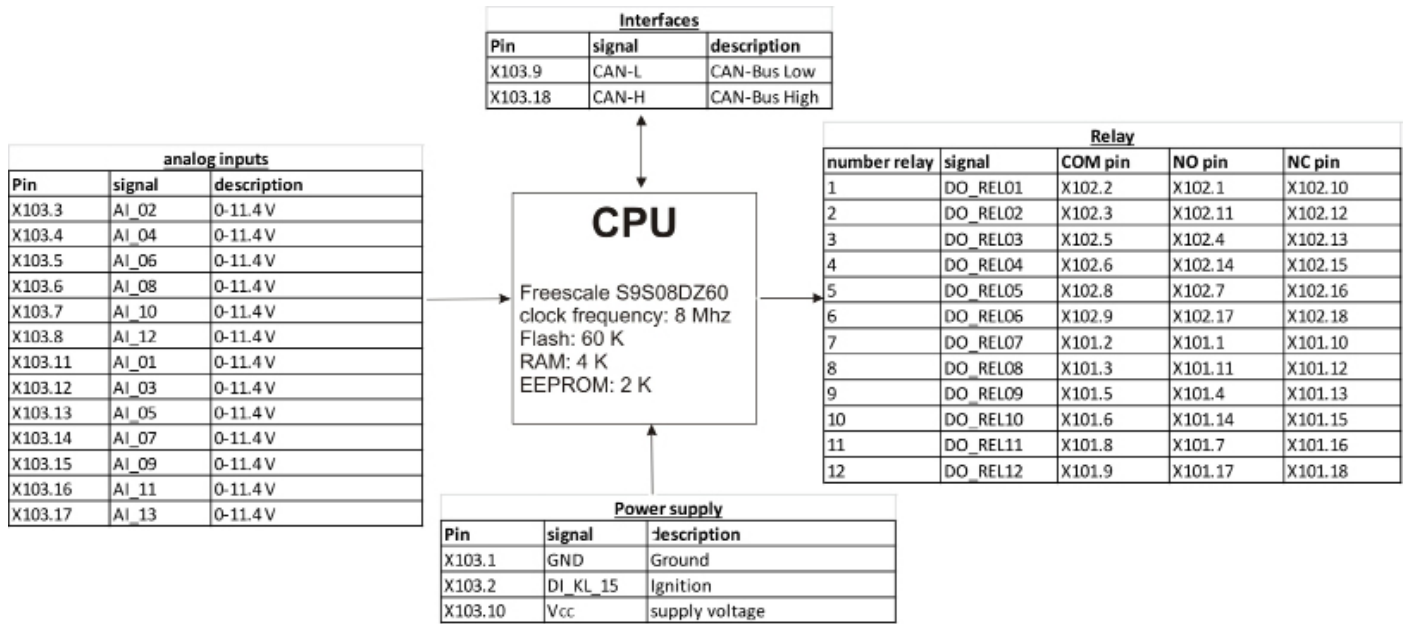 Interfaces
Pin signal description
X103.9 CAN-L CAN-Bus Low
X103.18 CAN-H CAN-Bus High
analog inputs
Pin signal description
X103.3 AI_02 0-11.4 V
X103.4 AI_04 0-11.4 V
X103.5 AI_06 0-11.4 V
X103.6 AI_08 0-11.4 V
X103.7 AI_10 0-11.4 V
X103.8 AI_12 0-11.4 V
X103.11 AI_01 0-11.4 V
X103.12 AI_03 0-11.4 V
X103.13 AI_05 0-11.4 V
X103.14 AI_07 0-11.4 V
X103.15 AI_09 0-11.4 V
X103.16 AI_11 0-11.4 V
X103.17 AI_13 0-11.4 V
CPU
Freescale S9S08DZ60
clock frequency: 8 Mhz
Flash: 60 K
RAM: 4 K
EEPROM: 2 K
Relay
number relay signal COM pin NO pin NC pin
1 DO_REL01 X102.2 X102.1 X102.10
2 DO_REL02 X102.3 X102.11 X102.12
3 DO_REL03 X102.5 X102.4 X102.13
4 DO_REL04 X102.6 X102.14 X102.15
5 DO_REL05 X102.8 X102.7 X102.16
6 DO_REL06 X102.9 X102.17 X102.18
7 DO_REL07 X101.2 X101.1 X101.10
8 DO_REL08 X101.3 X101.11 X101.12
9 DO_REL09 X101.5 X101.4 X101.13
10 DO_REL10 X101.6 X101.14 X101.15
11 DO_REL11 X101.8 X101.7 X101.16
12 DO_REL12 X101.9 X101.17 X101.18
Power supply
Pin signal description
X103.1 GND Ground
X103.2 DI_KL_15 Ignition
X103.10 Vcc supply voltage